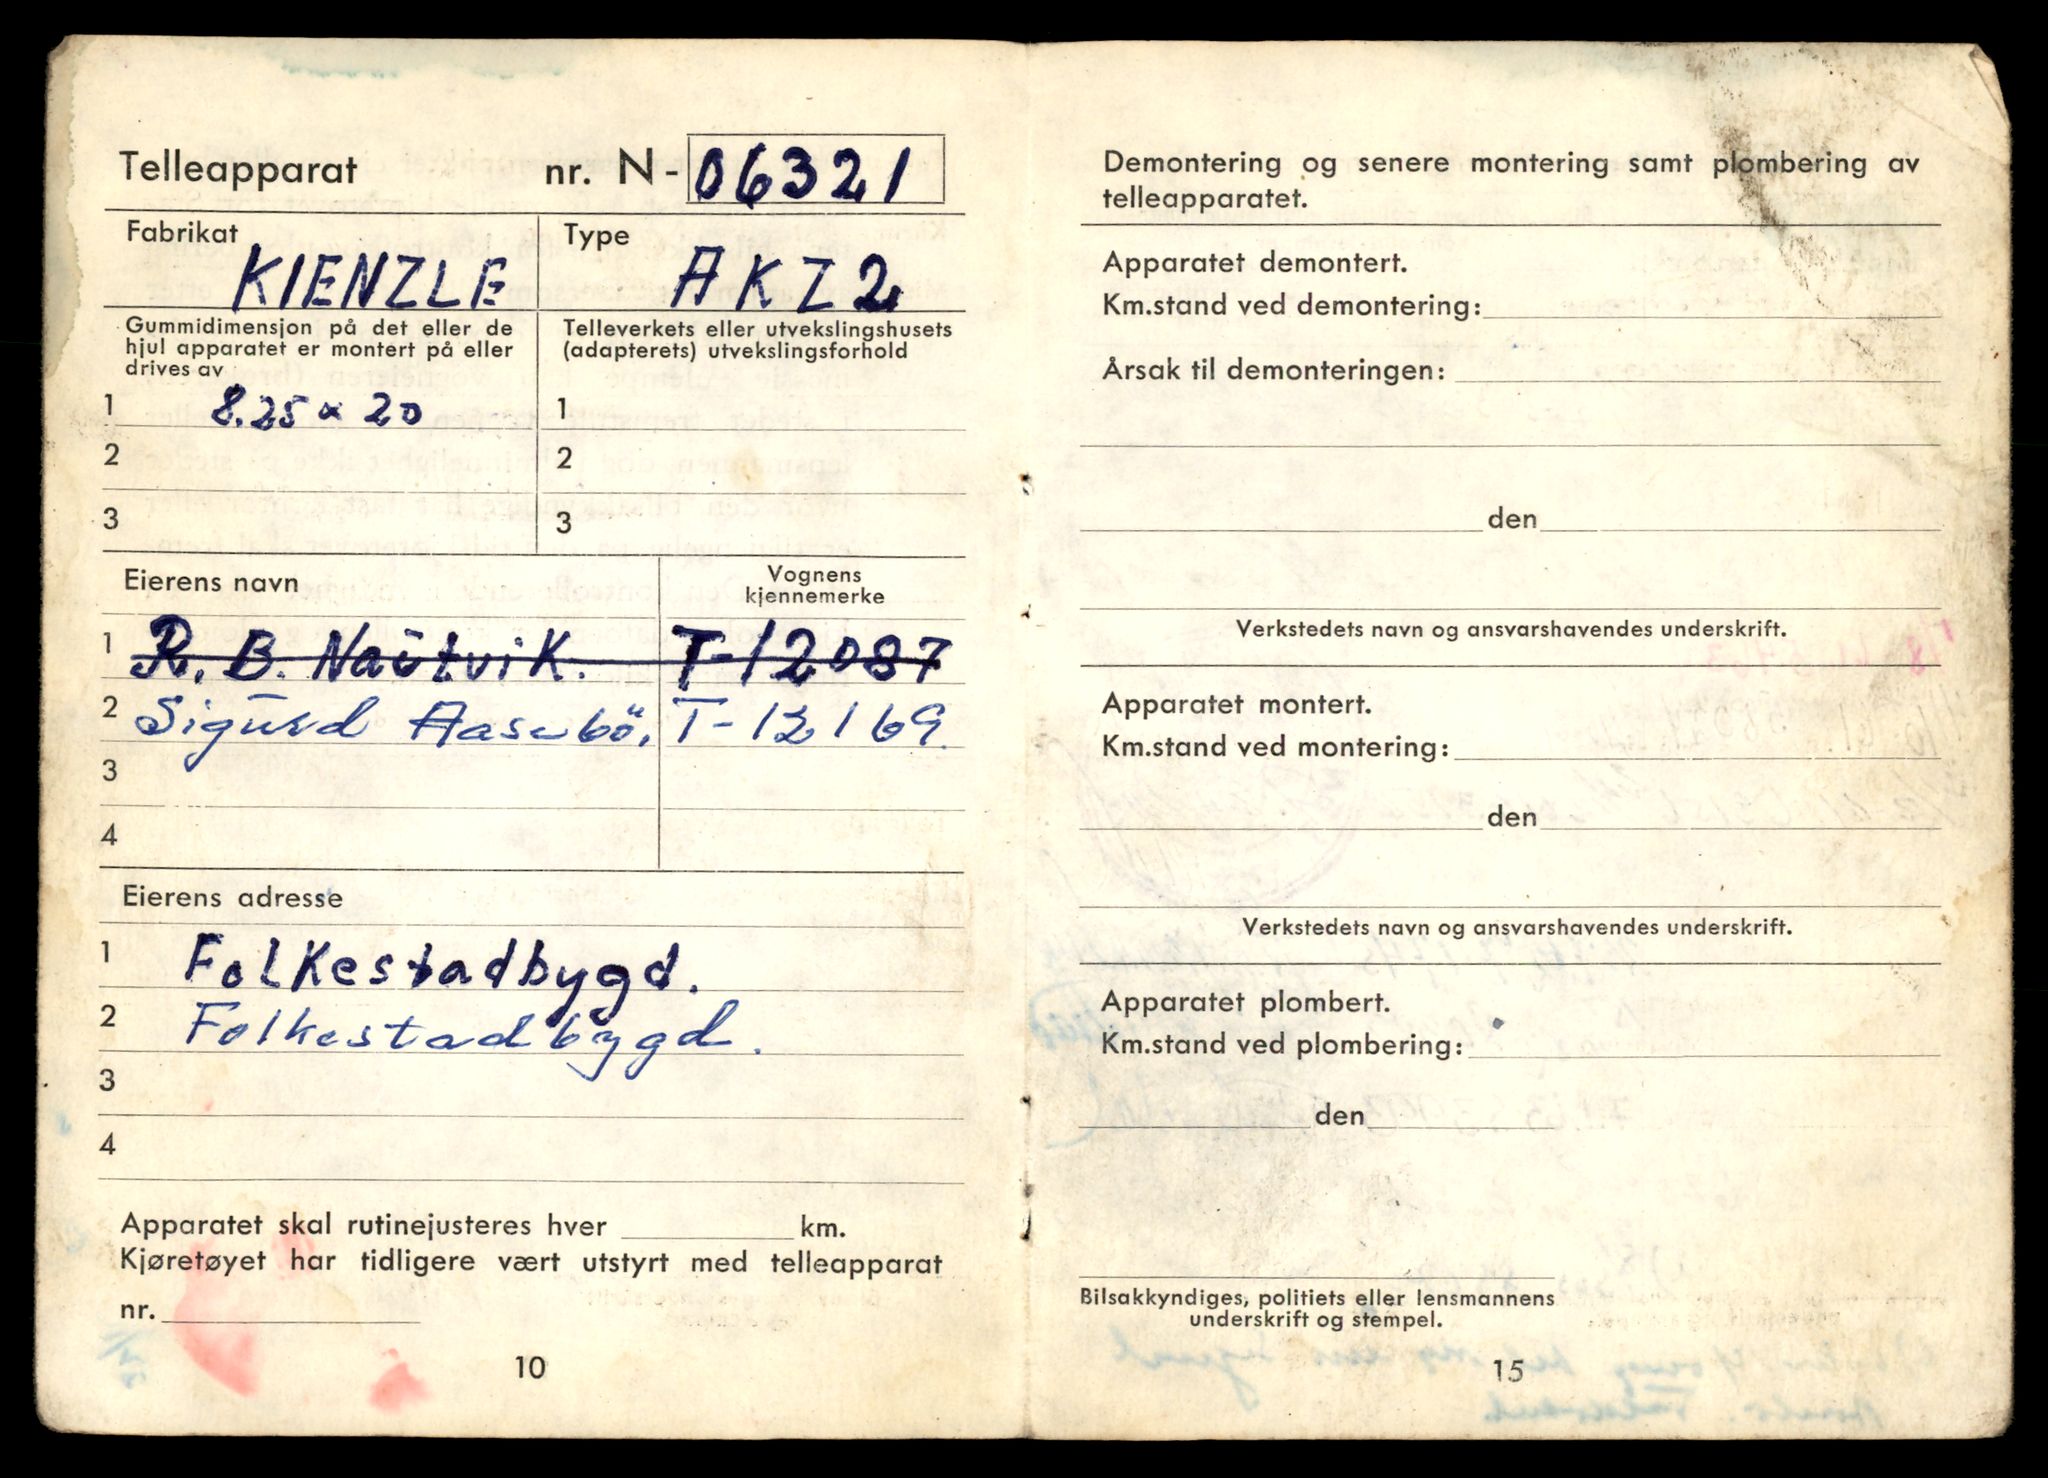 Telleapparat nr. N-06321
Fabrikat Type
KIENZLE AKZ2
Gummidimensjon på det eller de
hjul apparatet er montert på eller
drives av
Telleverkets eller utvekslingshusets
(adapterets) utvekslingsforhold
1 8.25 x 20 1
2 2
3 3
Eierens navn
Vognens
kjennemerke
1 R. B. Naustvik. T-12087
2 Sigurd Aasebö. T-12169.
3
4
Eierens adresse
1 Folkestadbygd.
2 Folkestadbygd.
3
4
Apparatet skal rutinejusteres hver km.
Kjøretøyet har tidligere vært utstyrt med telleapparat
nr.
10
Demontering og senere montering samt plombering av
telleapparatet.
Apparatet demontert.
Km.stand ved demontering:
Årsak til demonteringen:
den
Verkstedets navn og ansvarshavendes underskrift.
Apparatet montert.
Km.stand ved montering:
den
Verkstedets navn og ansvarshavendes underskrift.
Apparatet plombert.
Km.stand ved plombering:
den
Bilsakkyndiges, politiets eller lensmannens
underskrift og stempel.
15